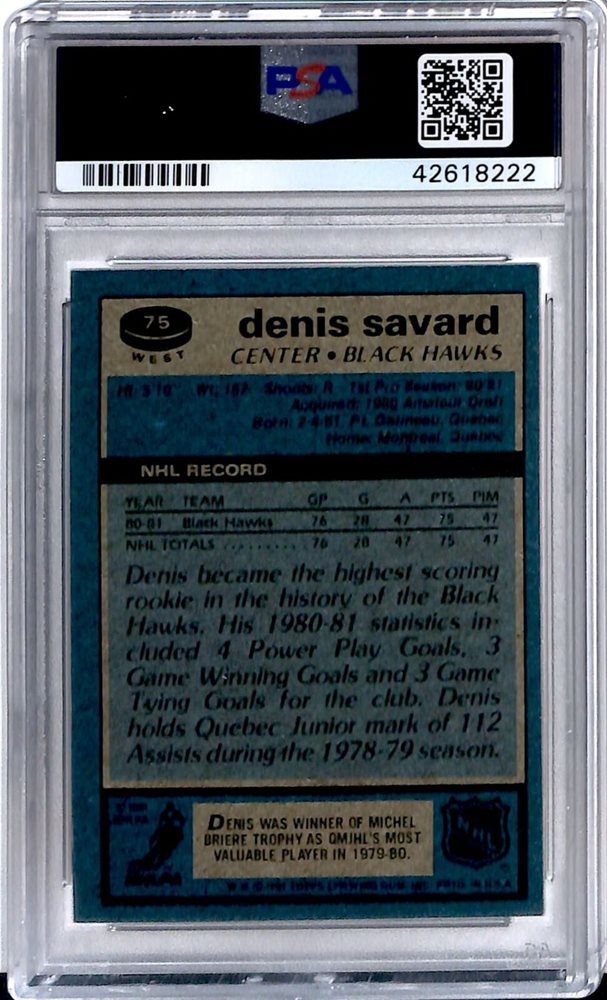 PSA
42618222
75
WEST
denis savard
CENTER • BLACK HAWKS
Ht: 5'10" Wt: 167 Shoots: R 1st Pro Season: 80/81
Acquired: 1980 Amateur Draft
Born: 2-4-61 Pt. Gatineau, Quebec
Home: Montreal, Quebec
NHL RECORD
YEAR TEAM GP G A PTS PIM
80-81 Black Hawks 76 28 47 75 47
NHL TOTALS .......... 76 28 47 75 47
Denis became the highest scoring
rookie in the history of the Black
Hawks. His 1980-81 statistics in-
cluded 4 Power Play Goals, 3
Game Winning Goals and 3 Game
Tying Goals for the club. Denis
holds Quebec Junior mark of 112
Assists during the 1978-79 season.
DENIS WAS WINNER OF MICHEL
BRIERE TROPHY AS QMJHL'S MOST
VALUABLE PLAYER IN 1979-80.
NHL